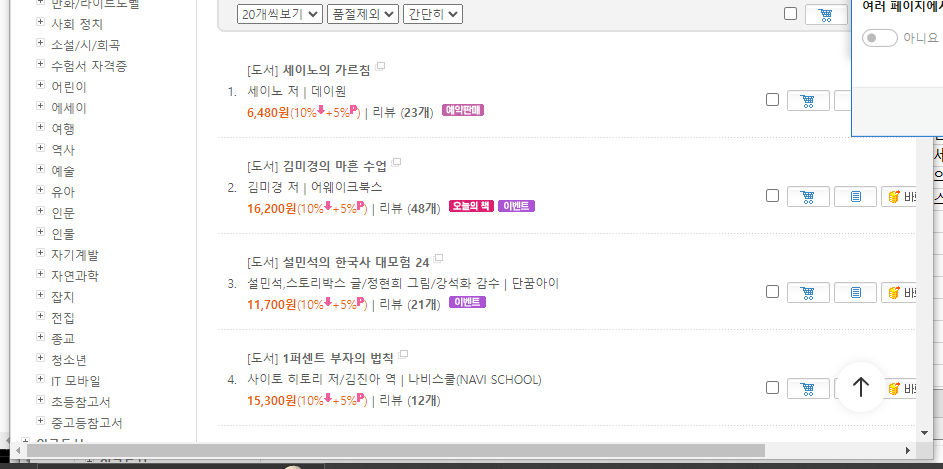 만화/라이트노벨
사회 정치
소설/시/희곡
수험서 자격증
어린이
에세이
여행
역사
예술
유아
인문
인물
자기계발
자연과학
잡지
전집
종교
청소년
IT 모바일
초등참고서
중고등참고서
20개씩보기 품절제외 간단히
[도서] 세이노의 가르침
1. 세이노 저 | 데이원
6,480원(10%+5%P) | 리뷰 (23개) 예약판매
[도서] 김미경의 마흔 수업
2. 김미경 저 | 어웨이크북스
16,200원(10%+5%P) | 리뷰 (48개) 오늘의 책 이벤트
바로
[도서] 설민석의 한국사 대모험 24
3. 설민석,스토리박스 글/정현희 그림/강석화 감수 | 단꿈아이
11,700원(10%+5%P) | 리뷰 (21개) 이벤트
바로
[도서] 1퍼센트 부자의 법칙
4. 사이토 히토리 저/김진아 역 | 나비스쿨(NAVI SCHOOL)
15,300원(10%+5%P) | 리뷰 (12개)
바로
여러 페이지에서
아니요